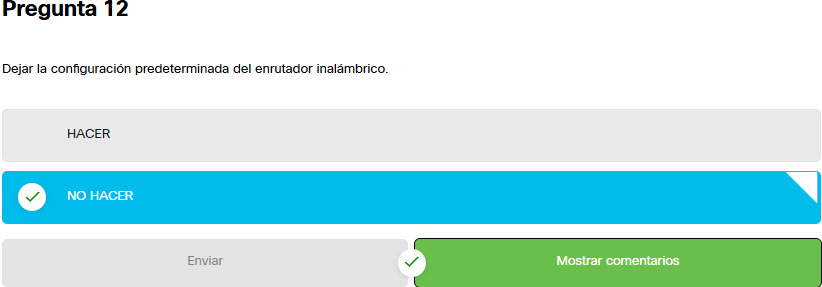 Pregunta 12
Dejar la configuración predeterminada del enrutador inalámbrico.
HACER
NO HACER
Enviar
Mostrar comentarios